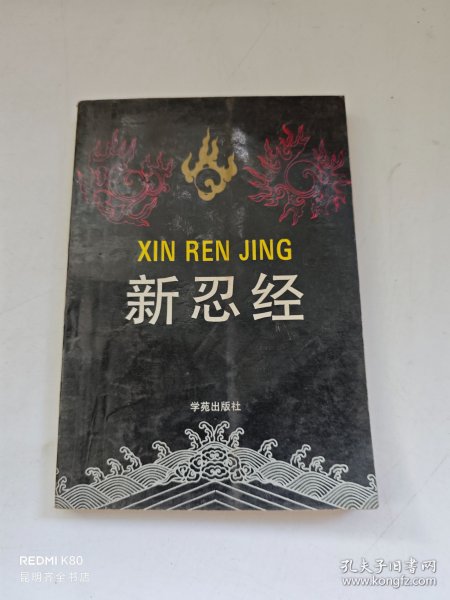 XIN REN JING
新忍经
学苑出版社
REDMI K80
昆明齐全书店
孔夫子旧书网
www.kongfz.com